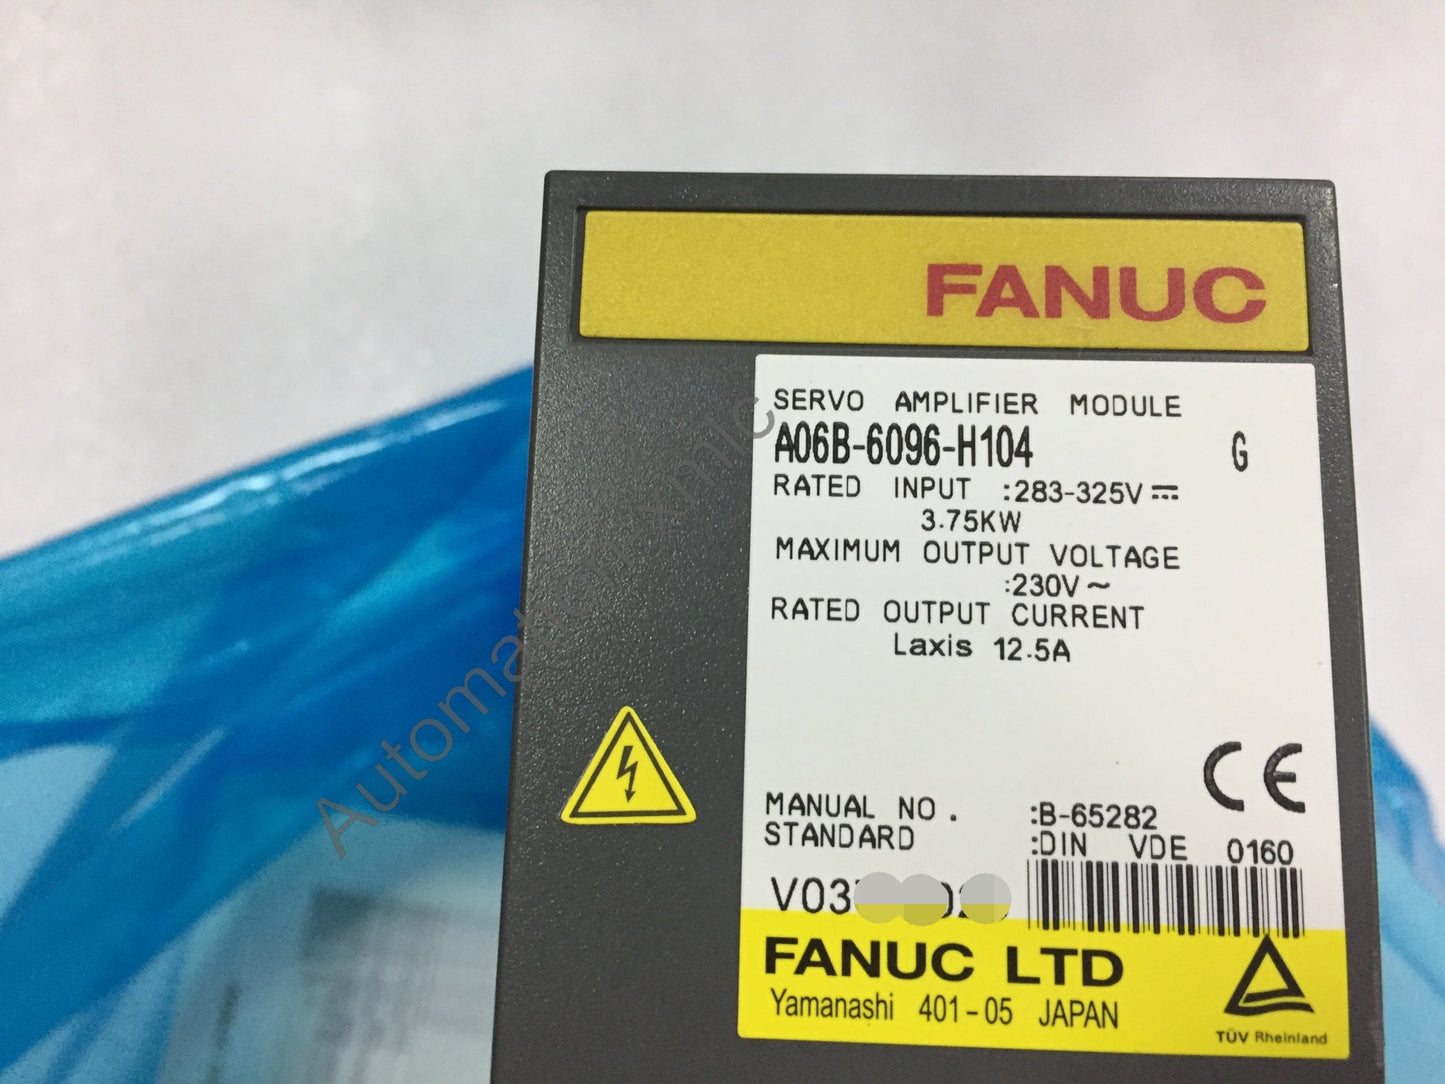 FANUC
SERVO AMPLIFIER MODULE
A06B-6096-H104 G
RATED INPUT :283-325V⎓
3.75KW
MAXIMUM OUTPUT VOLTAGE
:230V~
RATED OUTPUT CURRENT
Laxis 12.5A
CE
MANUAL NO. :B-65282
STANDARD :DIN VDE 0160
FANUC LTD
Yamanashi 401-05 JAPAN
TÜV Rheinland
Automation.xmic